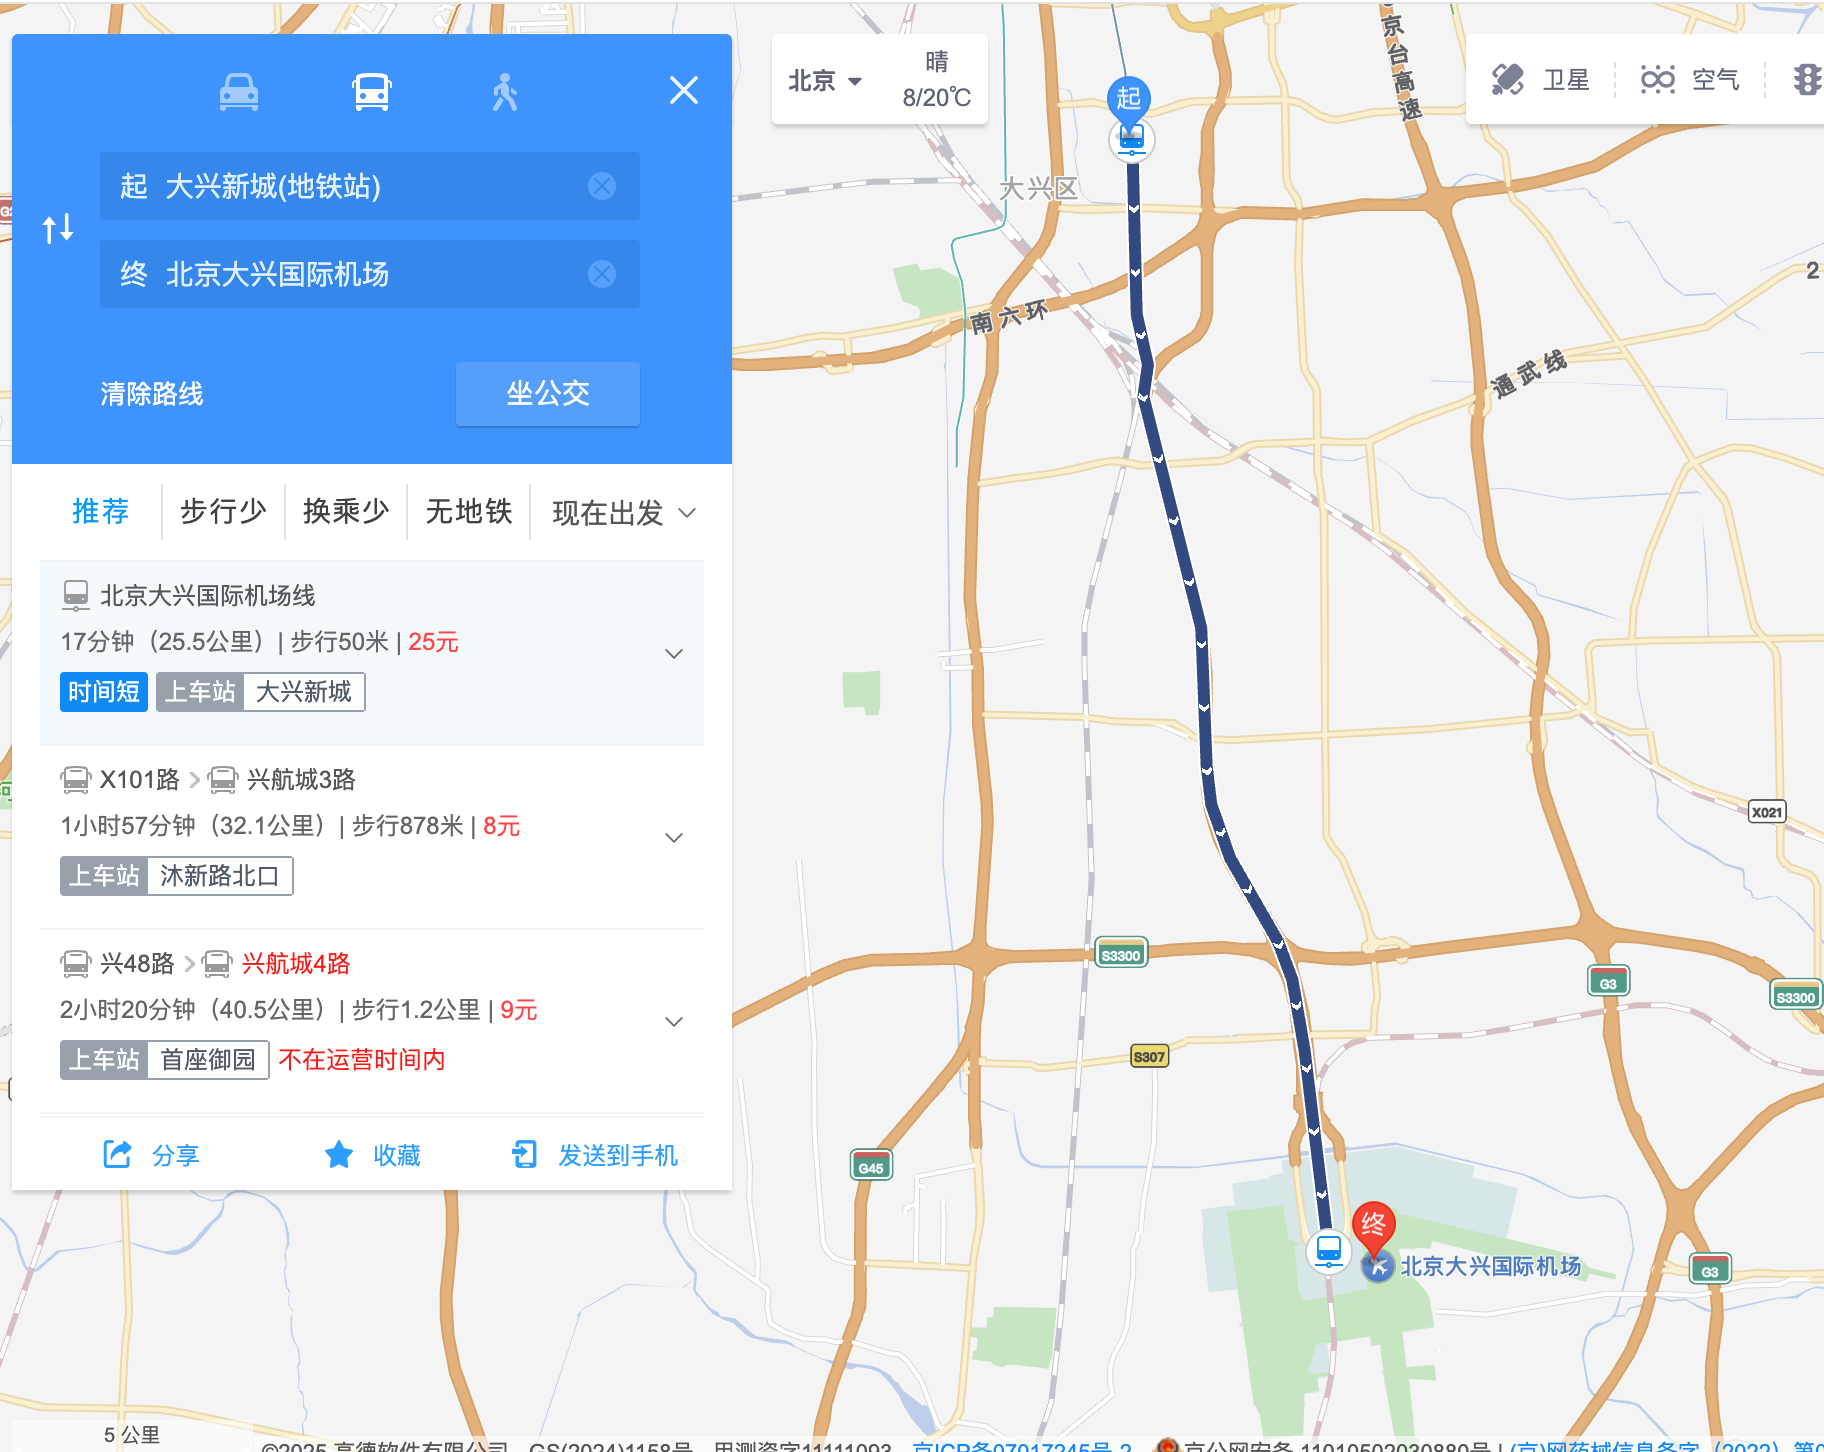 起 大兴新城(地铁站)
终 北京大兴国际机场
清除路线
坐公交
推荐 步行少 换乘少 无地铁 现在出发
北京大兴国际机场线
17分钟（25.5公里）| 步行50米 | 25元
时间短 上车站 大兴新城
X101路 > 兴航城3路
1小时57分钟（32.1公里）| 步行878米 | 8元
上车站 沐新路北口
兴48路 > 兴航城4路
2小时20分钟（40.5公里）| 步行1.2公里 | 9元
上车站 首座御园 不在运营时间内
分享 收藏 发送到手机
北京
晴
8/20℃
卫星 空气
起
京台高速
大兴区
南六环
通武线
2
X021
S3300
G3
S3300
S307
G45
终
北京大兴国际机场
G3
5 公里
©2025 高德软件有限公司 GS(2024)1158号 甲测资字11111093 京ICP备07017245号-2 京公网安备 11010502030880号 | (京)网药械信息备字（2022）第0